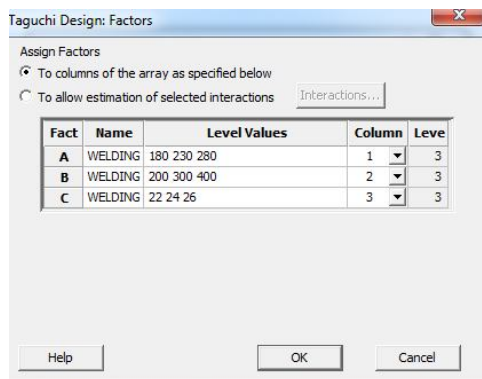 Taguchi Design: Factors
Assign Factors
To columns of the array as specified below
To allow estimation of selected interactions Interactions...
Fact Name Level Values Column Leve
A WELDING 180 230 280 1 3
B WELDING 200 300 400 2 3
C WELDING 22 24 26 3 3
Help OK Cancel